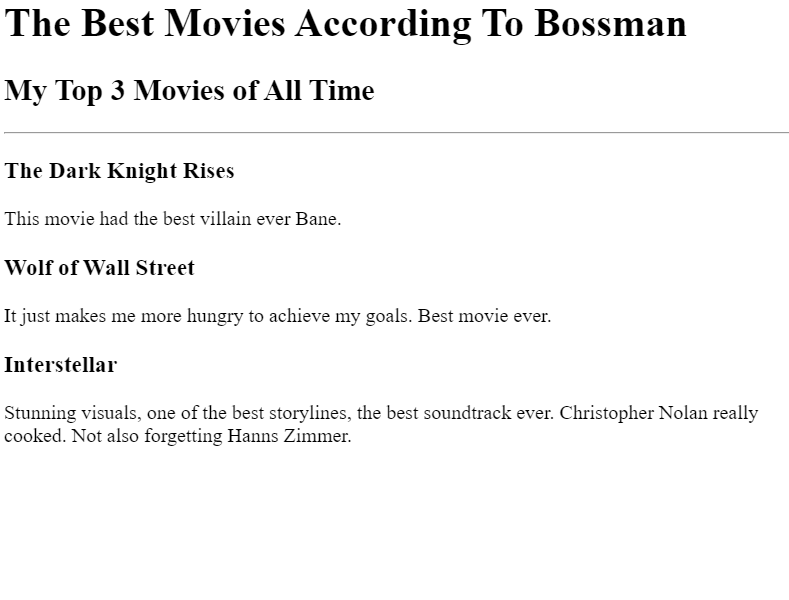 The Best Movies According To Bossman
My Top 3 Movies of All Time
The Dark Knight Rises
This movie had the best villain ever Bane.
Wolf of Wall Street
It just makes me more hungry to achieve my goals. Best movie ever.
Interstellar
Stunning visuals, one of the best storylines, the best soundtrack ever. Christopher Nolan really
cooked. Not also forgetting Hanns Zimmer.